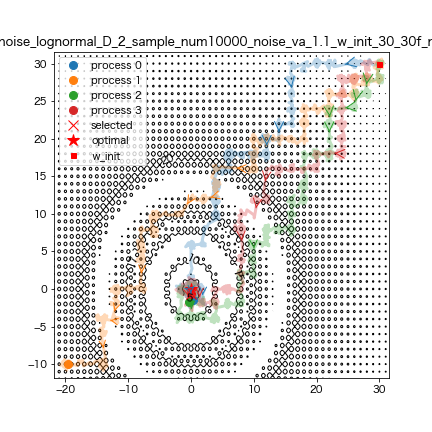 noise_lognormal_D_2_sample_num10000_noise_va_1.1_w_init_30_30f_r
process 0
process 1
process 2
process 3
selected
optimal
w_init
30
25
20
15
10
5
0
−5
−10
−20
−10
0
10
20
30